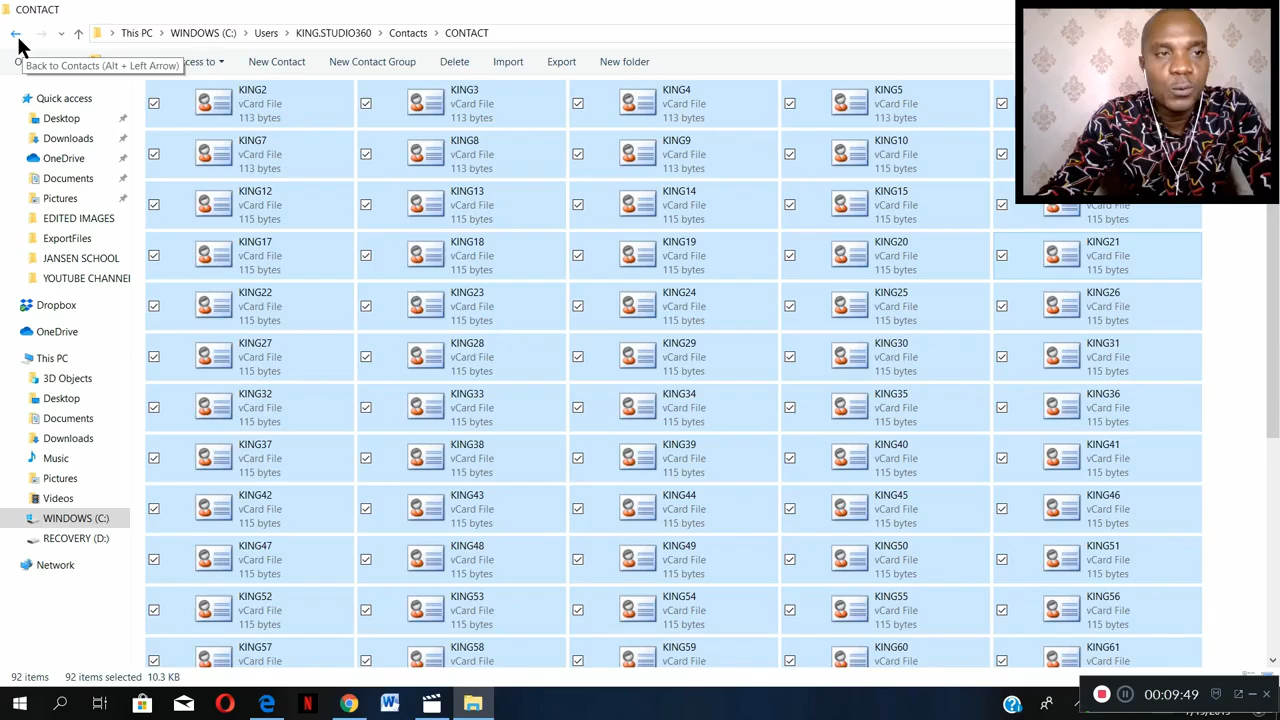 CONTACT
This PC > WINDOWS (C:) > Users > KING.STUDIO360 > Contacts > CONTACT
Back to Contacts (Alt + Left Arrow)
cess to
New Contact
New Contact Group
Delete
Import
Export
New folder
Quick access
Desktop
Downloads
OneDrive
Documents
Pictures
EDITED IMAGES
ExportFiles
JANSEN SCHOOL
YOUTUBE CHANNE
Dropbox
OneDrive
This PC
3D Objects
Desktop
Documents
Downloads
Music
Pictures
Videos
WINDOWS (C:)
RECOVERY (D:)
Network
KING2 KING3 KING4 KING5
vCard File vCard File vCard File vCard File
113 bytes 113 bytes 113 bytes 113 bytes
KING7 KING8 KING9 KING10
vCard File vCard File vCard File vCard File
113 bytes 113 bytes 113 bytes 115 bytes
KING12 KING13 KING14 KING15
vCard File vCard File vCard File vCard File
115 bytes 115 bytes 115 bytes 115 bytes 115 bytes
KING17 KING18 KING19 KING20 KING21
vCard File vCard File vCard File vCard File vCard File
115 bytes 115 bytes 115 bytes 115 bytes 115 bytes
KING22 KING23 KING24 KING25 KING26
vCard File vCard File vCard File vCard File vCard File
115 bytes 115 bytes 115 bytes 115 bytes 115 bytes
KING27 KING28 KING29 KING30 KING31
vCard File vCard File vCard File vCard File vCard File
115 bytes 115 bytes 115 bytes 115 bytes 115 bytes
KING32 KING33 KING34 KING35 KING36
vCard File vCard File vCard File vCard File vCard File
115 bytes 115 bytes 115 bytes 115 bytes 115 bytes
KING37 KING38 KING39 KING40 KING41
vCard File vCard File vCard File vCard File vCard File
115 bytes 115 bytes 115 bytes 115 bytes 115 bytes
KING42 KING43 KING44 KING45 KING46
vCard File vCard File vCard File vCard File vCard File
115 bytes 115 bytes 115 bytes 115 bytes 115 bytes
KING47 KING48 KING49 KING50 KING51
vCard File vCard File vCard File vCard File vCard File
115 bytes 115 bytes 115 bytes 115 bytes 115 bytes
KING52 KING53 KING54 KING55 KING56
vCard File vCard File vCard File vCard File vCard File
115 bytes 115 bytes 115 bytes 115 bytes 115 bytes
KING57 KING58 KING59 KING60 KING61
vCard File vCard File vCard File vCard File vCard File
92 items 92 items selected 10.3 KB
00:09:49